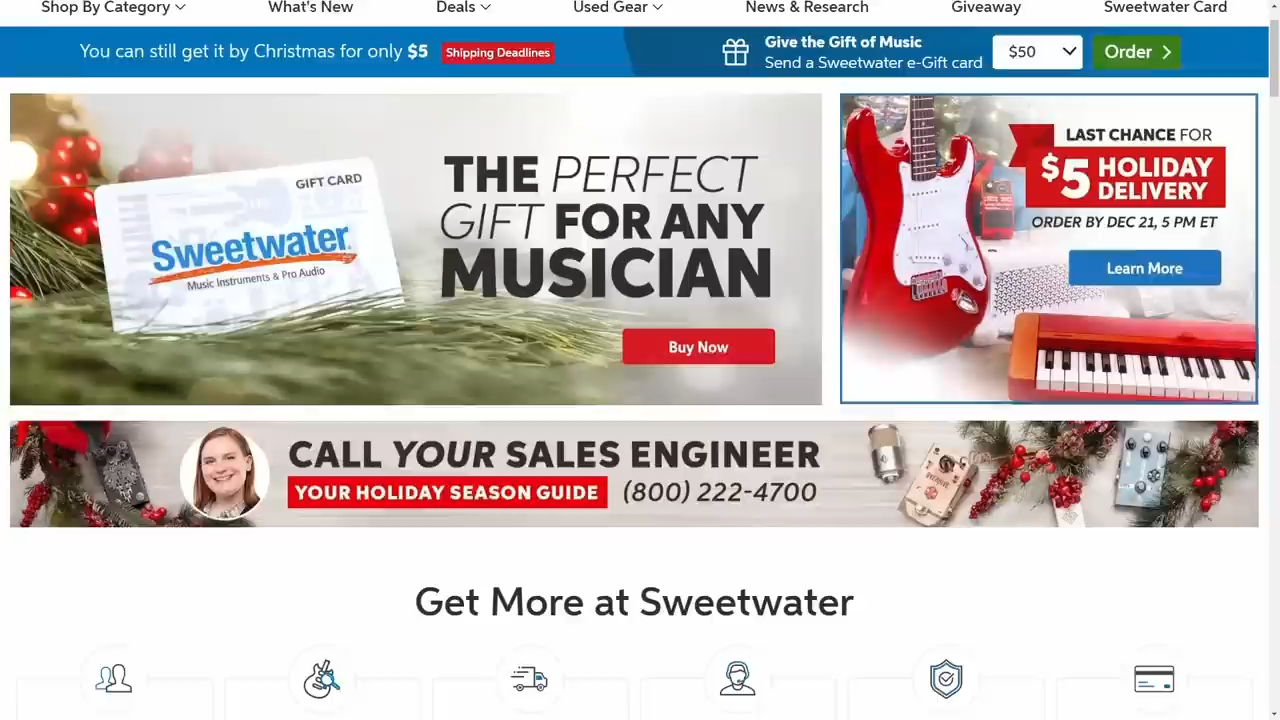 Shop By Category
What's New
Deals
Used Gear
News & Research
Giveaway
Sweetwater Card
You can still get it by Christmas for only $5
Shipping Deadlines
Give the Gift of Music
Send a Sweetwater e-Gift card
$50
Order
GIFT CARD
Sweetwater
Music Instruments & Pro Audio
THE PERFECT
GIFT FOR ANY
MUSICIAN
Buy Now
LAST CHANCE FOR
$5 HOLIDAY
DELIVERY
ORDER BY DEC 21, 5 PM ET
Learn More
CALL YOUR SALES ENGINEER
YOUR HOLIDAY SEASON GUIDE
(800) 222-4700
Get More at Sweetwater